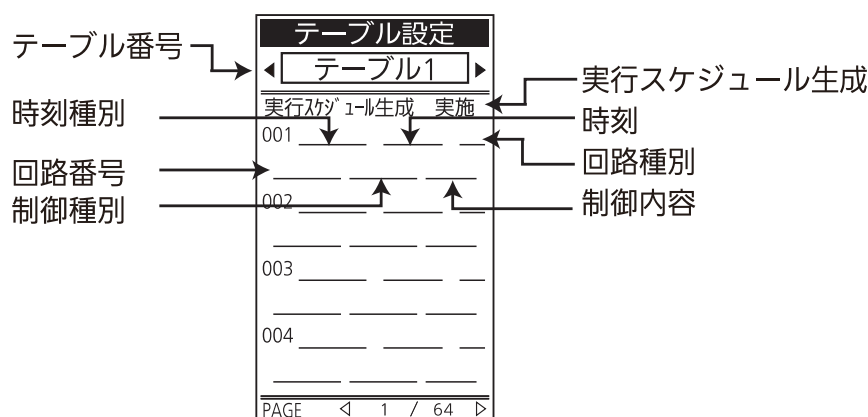 テーブル設定
テーブル番号
テーブル1
実行スケジュール生成
実行ｽｹｼﾞｭｰﾙ生成 実施
時刻種別
時刻
001
回路種別
回路番号
制御種別
制御内容
002
003
004
PAGE ◁ 1 / 64 ▷